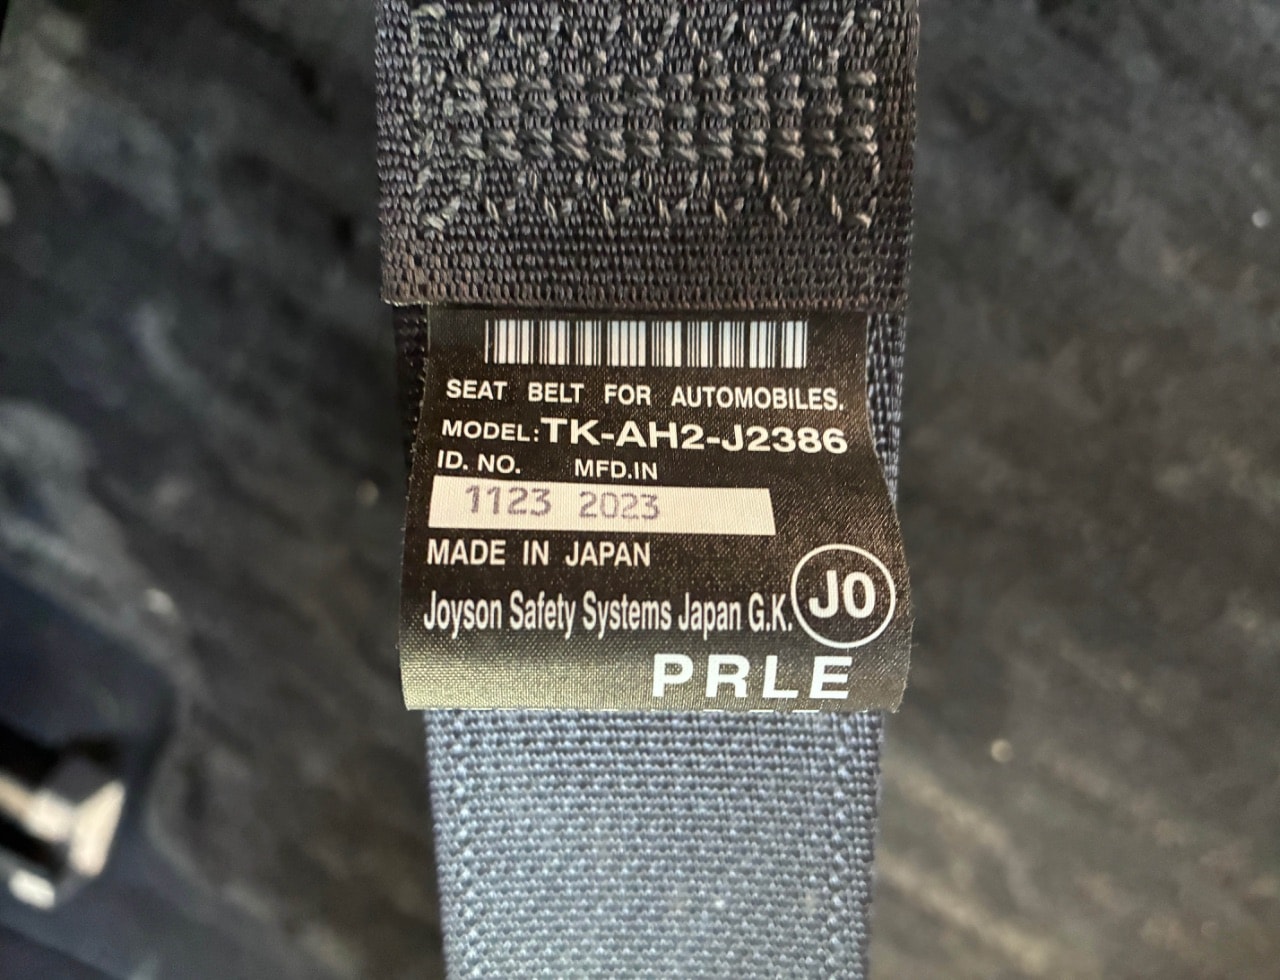 SEAT BELT FOR AUTOMOBILES.
MODEL:TK-AH2-J2386
ID. NO. MFD.IN
1123 2023
MADE IN JAPAN
Joyson Safety Systems Japan G.K. JO
PRLE